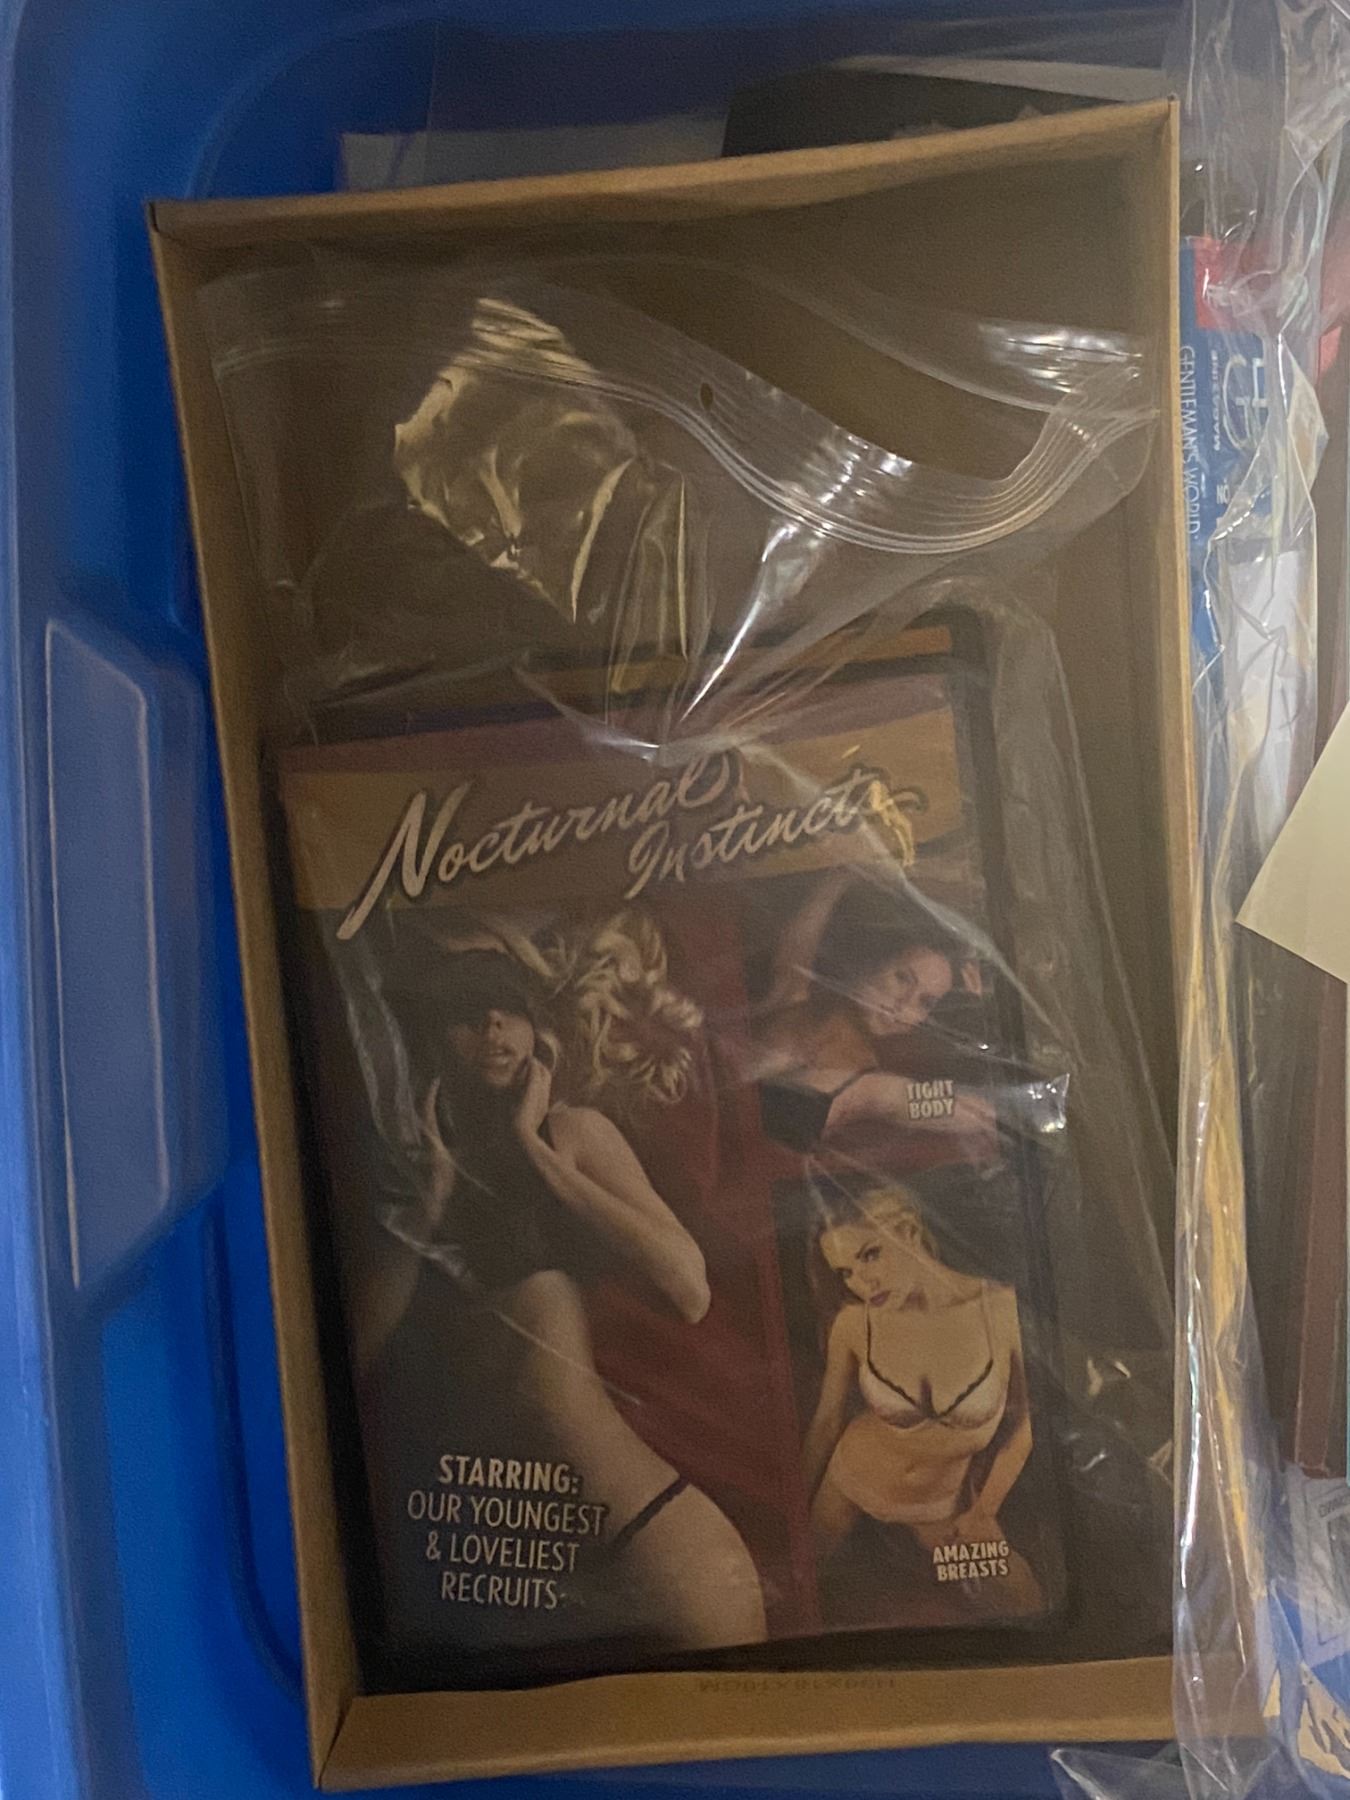 Nocturnal
Instincts
TIGHT
BODY
STARRING:
OUR YOUNGEST
& LOVELIEST
RECRUITS
AMAZING
BREASTS
GENTLEMAN'S WORLD